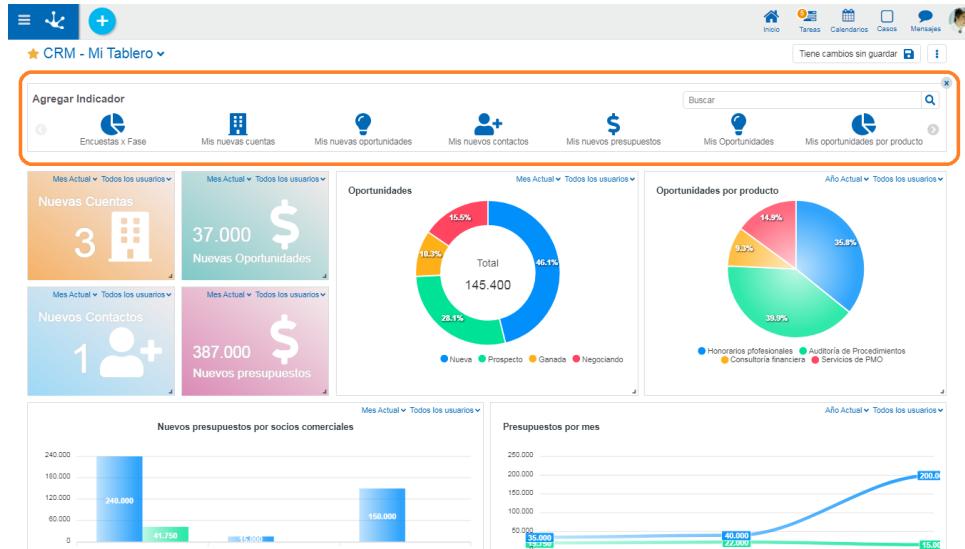 5
Inicio Tareas Calendarios Casos Mensajes
CRM - Mi Tablero
Tiene cambios sin guardar
x
Agregar Indicador
Buscar
Encuestas x Fase Mis nuevas cuentas Mis nuevas oportunidades Mis nuevos contactos Mis nuevos presupuestos Mis Oportunidades Mis oportunidades por producto
Mes Actual Todos los usuarios
Nuevas Cuentas
3
Mes Actual Todos los usuarios
37.000
Nuevas Oportunidades
Mes Actual Todos los usuarios
Nuevos Contactos
1
Mes Actual Todos los usuarios
387.000
Nuevos presupuestos
Mes Actual Todos los usuarios
Oportunidades
15.5%
10.3%
46.1%
28.1%
Total
145.400
Nueva Prospecto Ganada Negociando
Año Actual Todos los usuarios
Oportunidades por producto
14.9%
9.3%
35.8%
39.9%
Honorarios pfofesionales Auditoría de Procedimientos
Consultoría financiera Servicios de PMO
Mes Actual Todos los usuarios
Nuevos presupuestos por socios comerciales
240.000
180.000
120.000
60.000
0
240.000
41.750
15.000
150.000
Año Actual Todos los usuarios
Presupuestos por mes
250.000
200.000
150.000
100.000
50.000
35.000
19.750
40.000
22.000
200.0
15.00